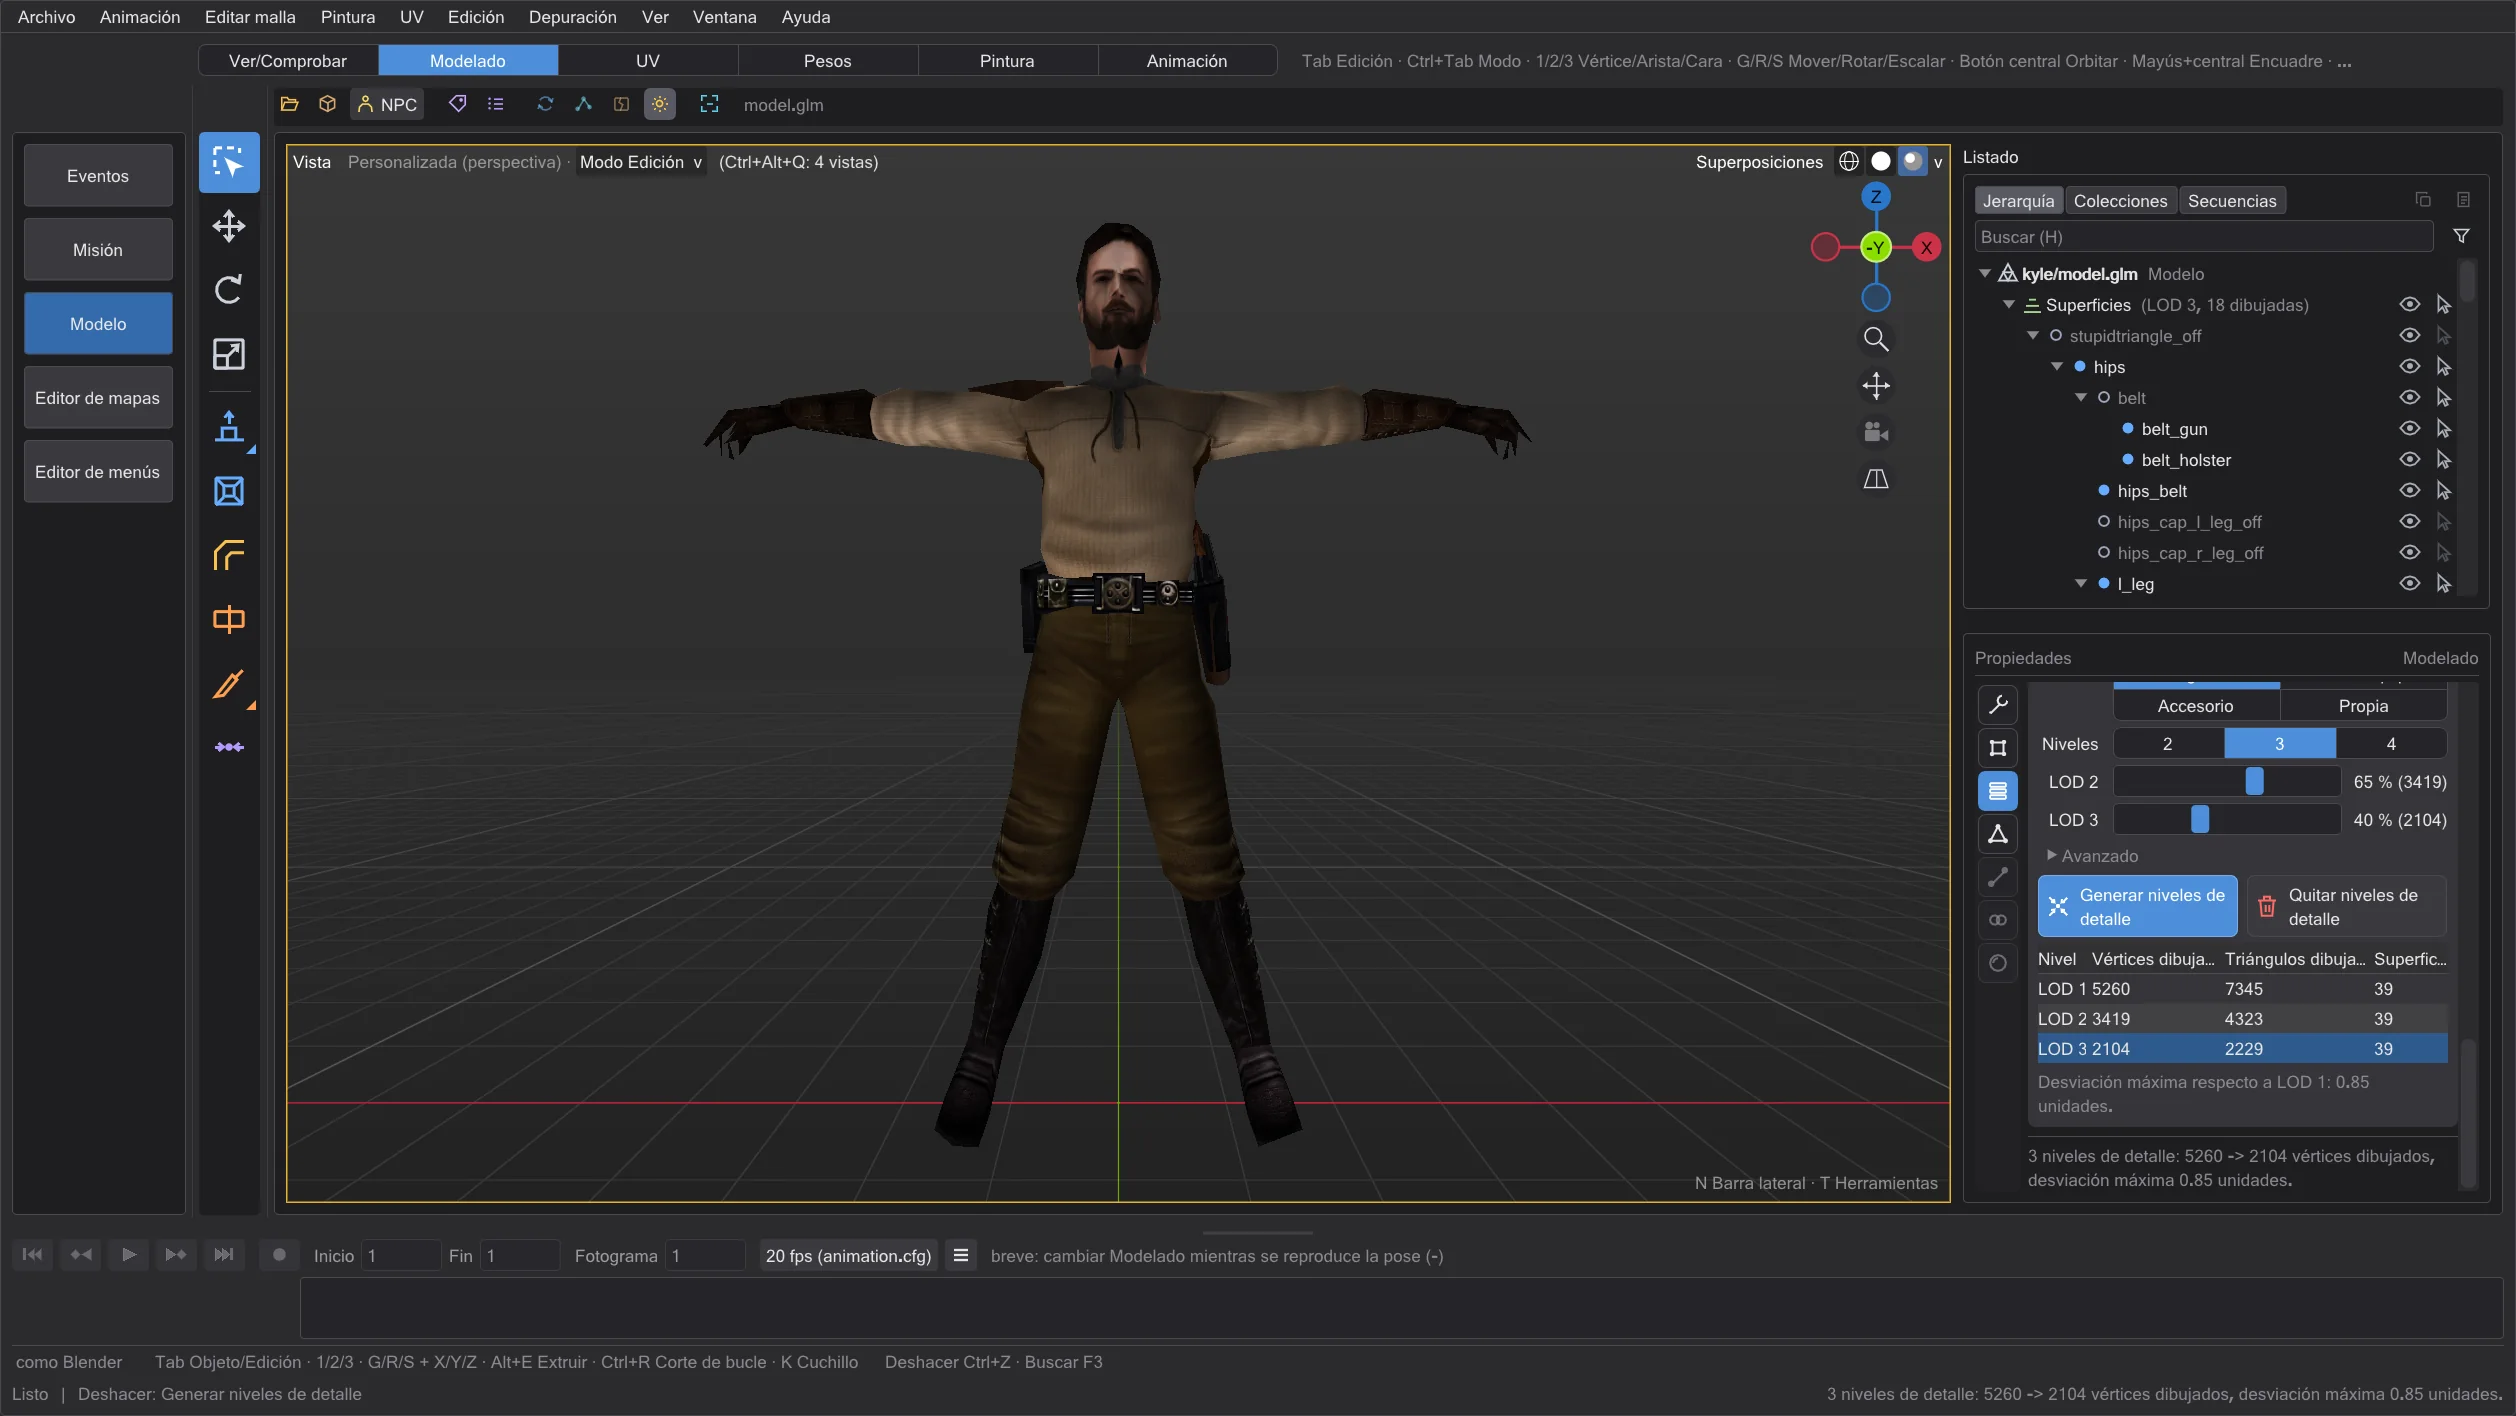 Archivo Animación Editar malla Pintura UV Edición Depuración Ver Ventana Ayuda
Ver/Comprobar Modelado UV Pesos Pintura Animación Tab Edición · Ctrl+Tab Modo · 1/2/3 Vértice/Arista/Cara · G/R/S Mover/Rotar/Escalar · Botón central Orbitar · Mayús+central Encuadre · ...
NPC model.glm
Eventos
Misión
Modelo
Editor de mapas
Editor de menús
Vista Personalizada (perspectiva) · Modo Edición v (Ctrl+Alt+Q: 4 vistas)
Superposiciones v
Z
-Y X
N Barra lateral · T Herramientas
Listado
Jerarquía Colecciones Secuencias
Buscar (H)
kyle/model.glm Modelo
Superficies (LOD 3, 18 dibujadas)
stupidtriangle_off
hips
belt
belt_gun
belt_holster
hips_belt
hips_cap_l_leg_off
hips_cap_r_leg_off
l_leg
Propiedades Modelado
Accesorio Propia
Niveles 2 3 4
LOD 2 65 % (3419)
LOD 3 40 % (2104)
Avanzado
Generar niveles de detalle
Quitar niveles de detalle
Nivel Vértices dibuja... Triángulos dibuja... Superfic...
LOD 1 5260 7345 39
LOD 2 3419 4323 39
LOD 3 2104 2229 39
Desviación máxima respecto a LOD 1: 0.85
unidades.
3 niveles de detalle: 5260 -> 2104 vértices dibujados,
desviación máxima 0.85 unidades.
Inicio 1 Fin 1 Fotograma 1 20 fps (animation.cfg) breve: cambiar Modelado mientras se reproduce la pose (-)
como Blender Tab Objeto/Edición · 1/2/3 · G/R/S + X/Y/Z · Alt+E Extruir · Ctrl+R Corte de bucle · K Cuchillo Deshacer Ctrl+Z · Buscar F3
Listo | Deshacer: Generar niveles de detalle 3 niveles de detalle: 5260 -> 2104 vértices dibujados, desviación máxima 0.85 unidades.